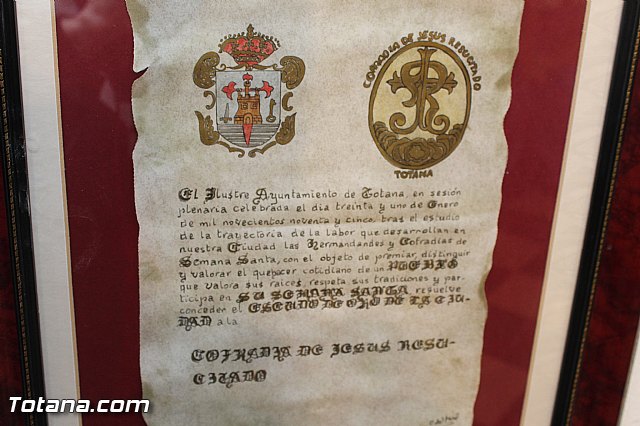 COFRADIA DE JESUS RESUCITADO
TOTANA
El Ilustre Ayuntamiento de Totana, en sesión
plenaria celebrada el dia treinta y uno de Enero
de mil novecientos noventa y cinco, tras el estudio
de la trayectoria de la labor que desarrollan en
nuestra Ciudad las Hermandandes y Cofradías de
Semana Santa, con el objeto de premiar, distinguir
y valorar el quehacer cotidiano de un PUEBLO
que valora sus raices, respeta sus tradiciones y par-
ticipa en SU SEMANA SANTA, resuelve
conceder el ESCUDO DE ORO DE LA CIU-
DAD a la
COFRADIA DE JESUS RESU-
CITADO
Totana.com